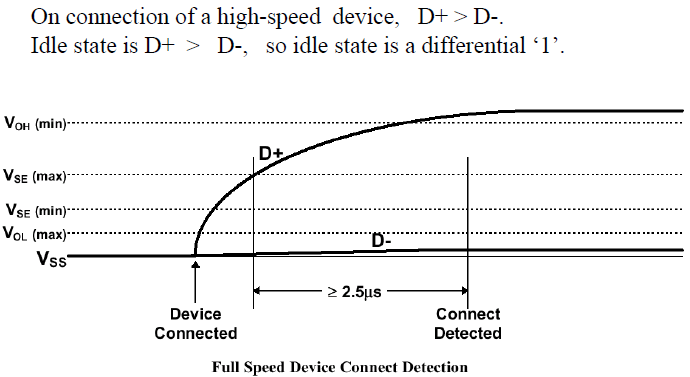 On connection of a high-speed device, D+ > D-.
Idle state is D+ > D-, so idle state is a differential ‘1’.
VOH (min)
D+
VSE (max)
VSE (min)
VOL (max)
D-
VSS
≥ 2.5µs
Device
Connected
Connect
Detected
Full Speed Device Connect Detection